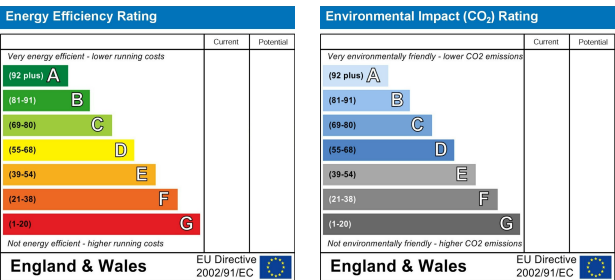 Energy Efficiency Rating
Current Potential
Very energy efficient - lower running costs
(92 plus) A
(81-91) B
(69-80) C
(55-68) D
(39-54) E
(21-38) F
(1-20) G
Not energy efficient - higher running costs
England & Wales
EU Directive
2002/91/EC
Environmental Impact (CO₂) Rating
Current Potential
Very environmentally friendly - lower CO2 emissions
(92 plus) A
(81-91) B
(69-80) C
(55-68) D
(39-54) E
(21-38) F
(1-20) G
Not environmentally friendly - higher CO2 emissions
England & Wales
EU Directive
2002/91/EC